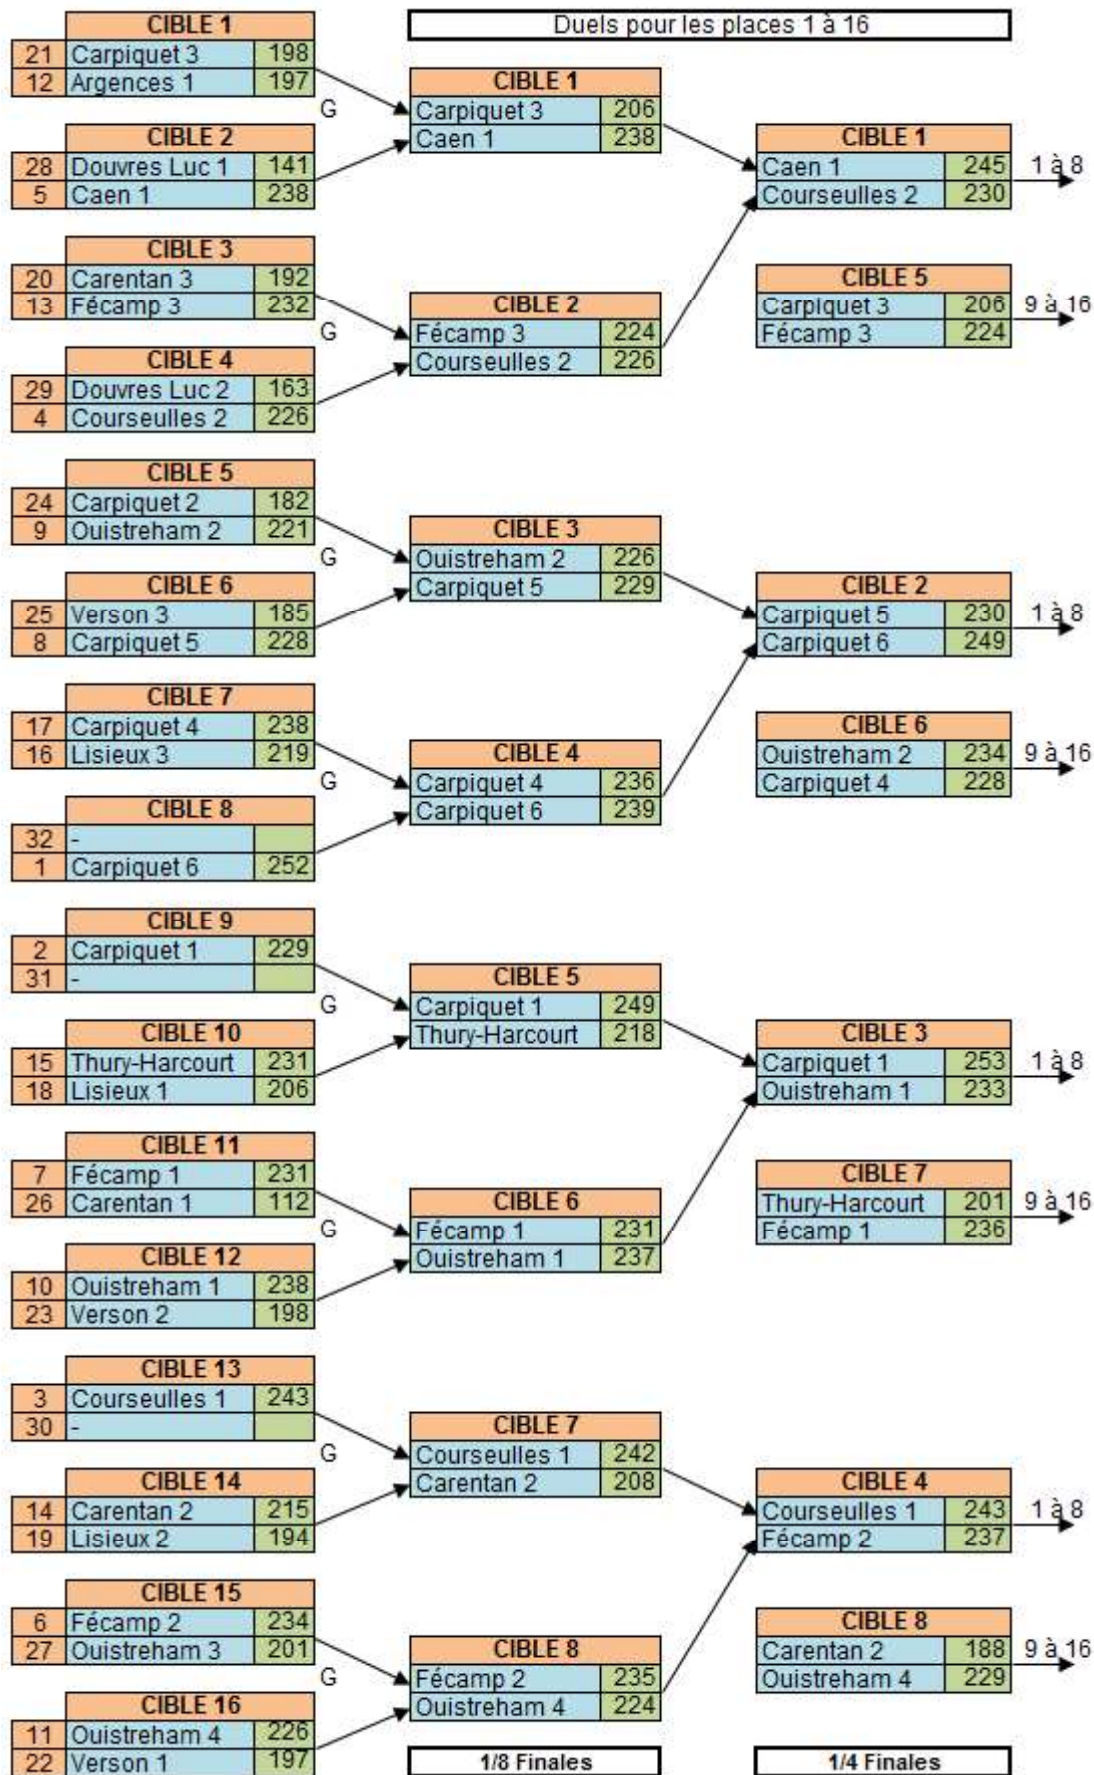 Duels pour les places 1 à 16
CIBLE 1
21 Carpiquet 3 198
12 Argences 1 197
G
CIBLE 2
28 Douvres Luc 1 141
5 Caen 1 238
CIBLE 3
20 Carentan 3 192
13 Fécamp 3 232
G
CIBLE 4
29 Douvres Luc 2 163
4 Courseulles 2 226
CIBLE 5
24 Carpiquet 2 182
9 Ouistreham 2 221
G
CIBLE 6
25 Verson 3 185
8 Carpiquet 5 228
CIBLE 7
17 Carpiquet 4 238
16 Lisieux 3 219
G
CIBLE 8
32 -
1 Carpiquet 6 252
CIBLE 9
2 Carpiquet 1 229
31 -
G
CIBLE 10
15 Thury-Harcourt 231
18 Lisieux 1 206
CIBLE 11
7 Fécamp 1 231
26 Carentan 1 112
G
CIBLE 12
10 Ouistreham 1 238
23 Verson 2 198
CIBLE 13
3 Courseulles 1 243
30 -
G
CIBLE 14
14 Carentan 2 215
19 Lisieux 2 194
CIBLE 15
6 Fécamp 2 234
27 Ouistreham 3 201
G
CIBLE 16
11 Ouistreham 4 226
22 Verson 1 197
CIBLE 1
Carpiquet 3 206
Caen 1 238
CIBLE 2
Fécamp 3 224
Courseulles 2 226
CIBLE 3
Ouistreham 2 226
Carpiquet 5 229
CIBLE 4
Carpiquet 4 236
Carpiquet 6 239
CIBLE 5
Carpiquet 1 249
Thury-Harcourt 218
CIBLE 6
Fécamp 1 231
Ouistreham 1 237
CIBLE 7
Courseulles 1 242
Carentan 2 208
CIBLE 8
Fécamp 2 235
Ouistreham 4 224
1/8 Finales
CIBLE 1
Caen 1 245 1 à 8
Courseulles 2 230
CIBLE 5
Carpiquet 3 206 9 à 16
Fécamp 3 224
CIBLE 2
Carpiquet 5 230 1 à 8
Carpiquet 6 249
CIBLE 6
Ouistreham 2 234 9 à 16
Carpiquet 4 228
CIBLE 3
Carpiquet 1 253 1 à 8
Ouistreham 1 233
CIBLE 7
Thury-Harcourt 201 9 à 16
Fécamp 1 236
CIBLE 4
Courseulles 1 243 1 à 8
Fécamp 2 237
CIBLE 8
Carentan 2 188 9 à 16
Ouistreham 4 229
1/4 Finales